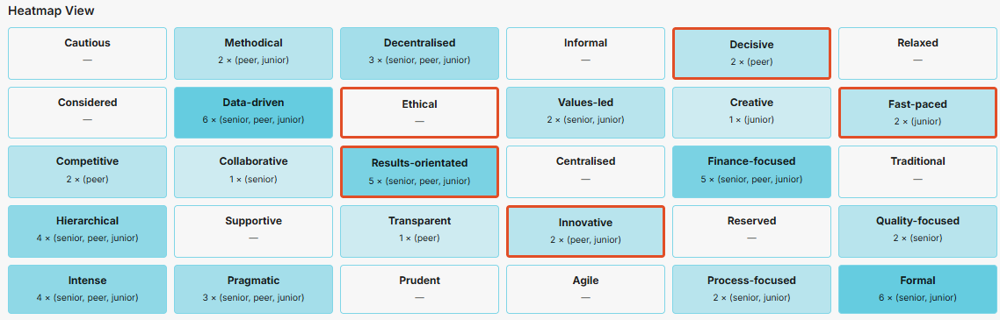 Heatmap View
Cautious
—
Methodical
2 × (peer, junior)
Decentralised
3 × (senior, peer, junior)
Informal
—
Decisive
2 × (peer)
Relaxed
—
Considered
—
Data-driven
6 × (senior, peer, junior)
Ethical
—
Values-led
2 × (senior, junior)
Creative
1 × (junior)
Fast-paced
2 × (junior)
Competitive
2 × (peer)
Collaborative
1 × (senior)
Results-orientated
5 × (senior, peer, junior)
Centralised
—
Finance-focused
5 × (senior, peer, junior)
Traditional
—
Hierarchical
4 × (senior, peer, junior)
Supportive
—
Transparent
1 × (peer)
Innovative
2 × (peer, junior)
Reserved
—
Quality-focused
2 × (senior)
Intense
4 × (senior, peer, junior)
Pragmatic
3 × (senior, peer, junior)
Prudent
—
Agile
—
Process-focused
2 × (senior, junior)
Formal
6 × (senior, junior)